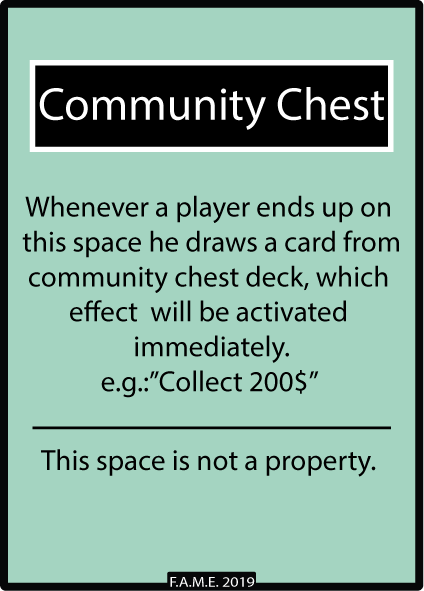 Community Chest
Whenever a player ends up on
this space he draws a card from
community chest deck, which
effect  will be activated
immediately.
e.g.:”Collect 200$”
This space is not a property.
F.A.M.E. 2019